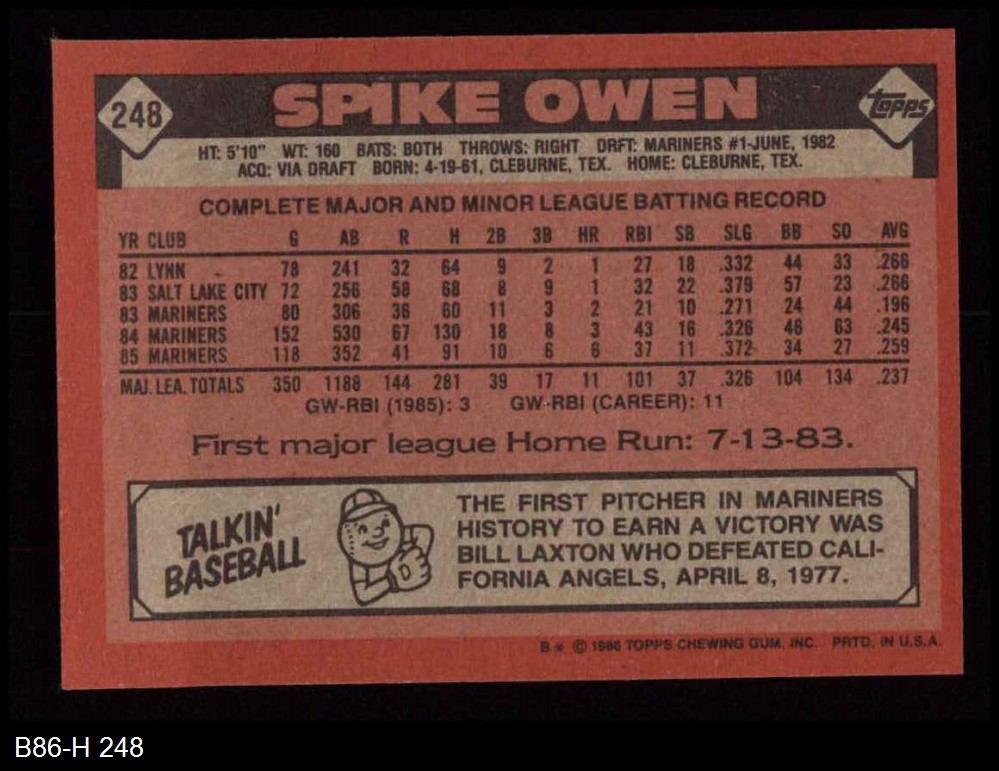 248
SPIKE OWEN
topps
HT: 5'10" WT: 160 BATS: BOTH THROWS: RIGHT DRFT: MARINERS #1-JUNE, 1982
ACQ: VIA DRAFT BORN: 4-19-61, CLEBURNE, TEX. HOME: CLEBURNE, TEX.
COMPLETE MAJOR AND MINOR LEAGUE BATTING RECORD
YR CLUB G AB R H 2B 3B HR RBI SB SLG BB SO AVG
82 LYNN 78 241 32 64 9 2 1 27 18 .332 44 33 .266
83 SALT LAKE CITY 72 256 58 68 8 9 1 32 22 .379 57 23 .266
83 MARINERS 80 306 36 60 11 3 2 21 10 .271 24 44 .196
84 MARINERS 152 530 67 130 18 8 3 43 16 .326 46 63 .245
85 MARINERS 118 352 41 91 10 6 6 37 11 .372 34 27 .259
MAJ. LEA. TOTALS 350 1188 144 281 39 17 11 101 37 .326 104 134 .237
GW-RBI (1985): 3 GW-RBI (CAREER): 11
First major league Home Run: 7-13-83.
TALKIN'
BASEBALL
THE FIRST PITCHER IN MARINERS
HISTORY TO EARN A VICTORY WAS
BILL LAXTON WHO DEFEATED CALI-
FORNIA ANGELS, APRIL 8, 1977.
B* © 1986 TOPPS CHEWING GUM, INC. PRTD. IN U.S.A.
B86-H 248